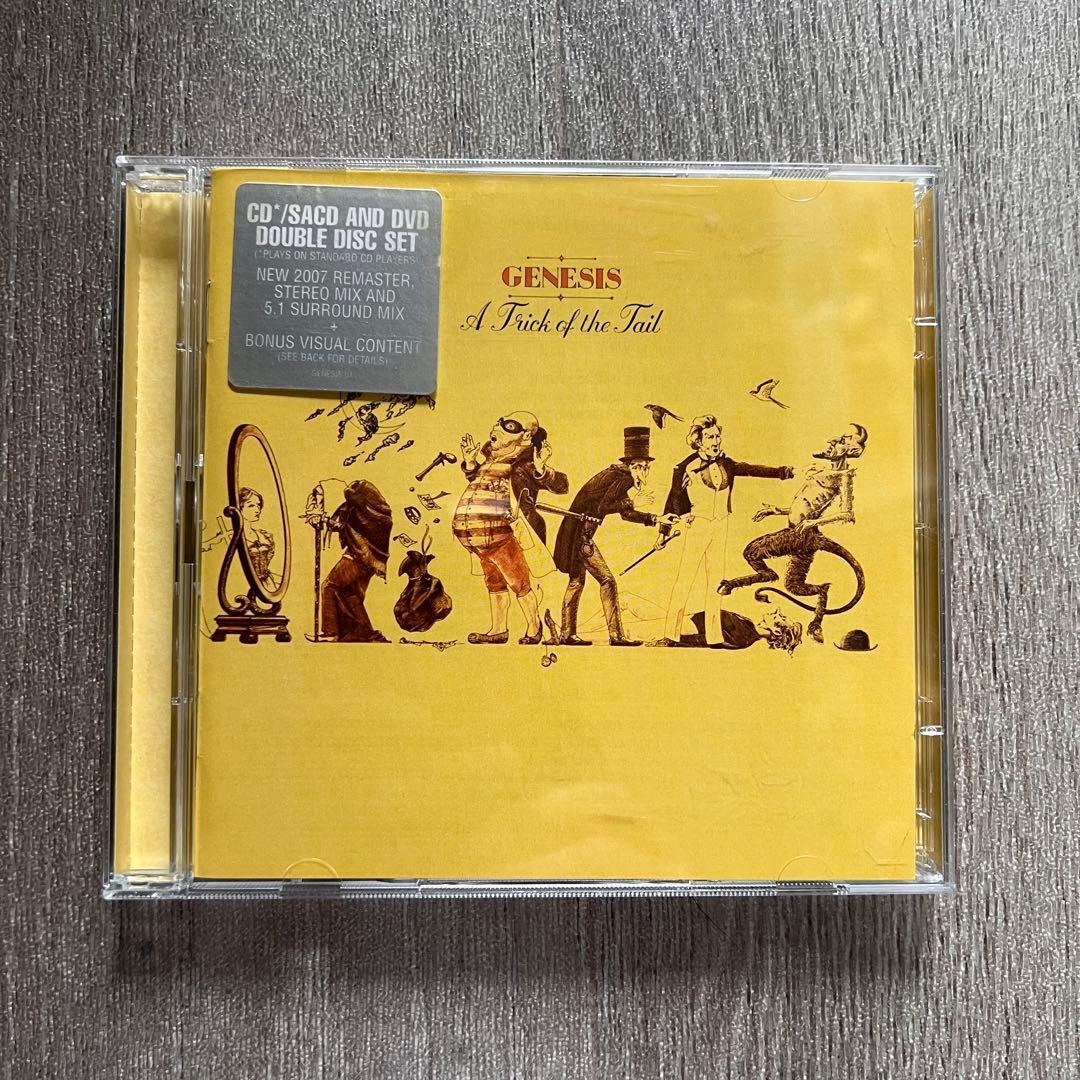 CD*/SACD AND DVD
DOUBLE DISC SET
(*PLAYS ON STANDARD CD PLAYERS)
NEW 2007 REMASTER,
STEREO MIX AND
5.1 SURROUND MIX
+
BONUS VISUAL CONTENT
(SEE BACK FOR DETAILS)
GENESIS
A Trick of the Tail